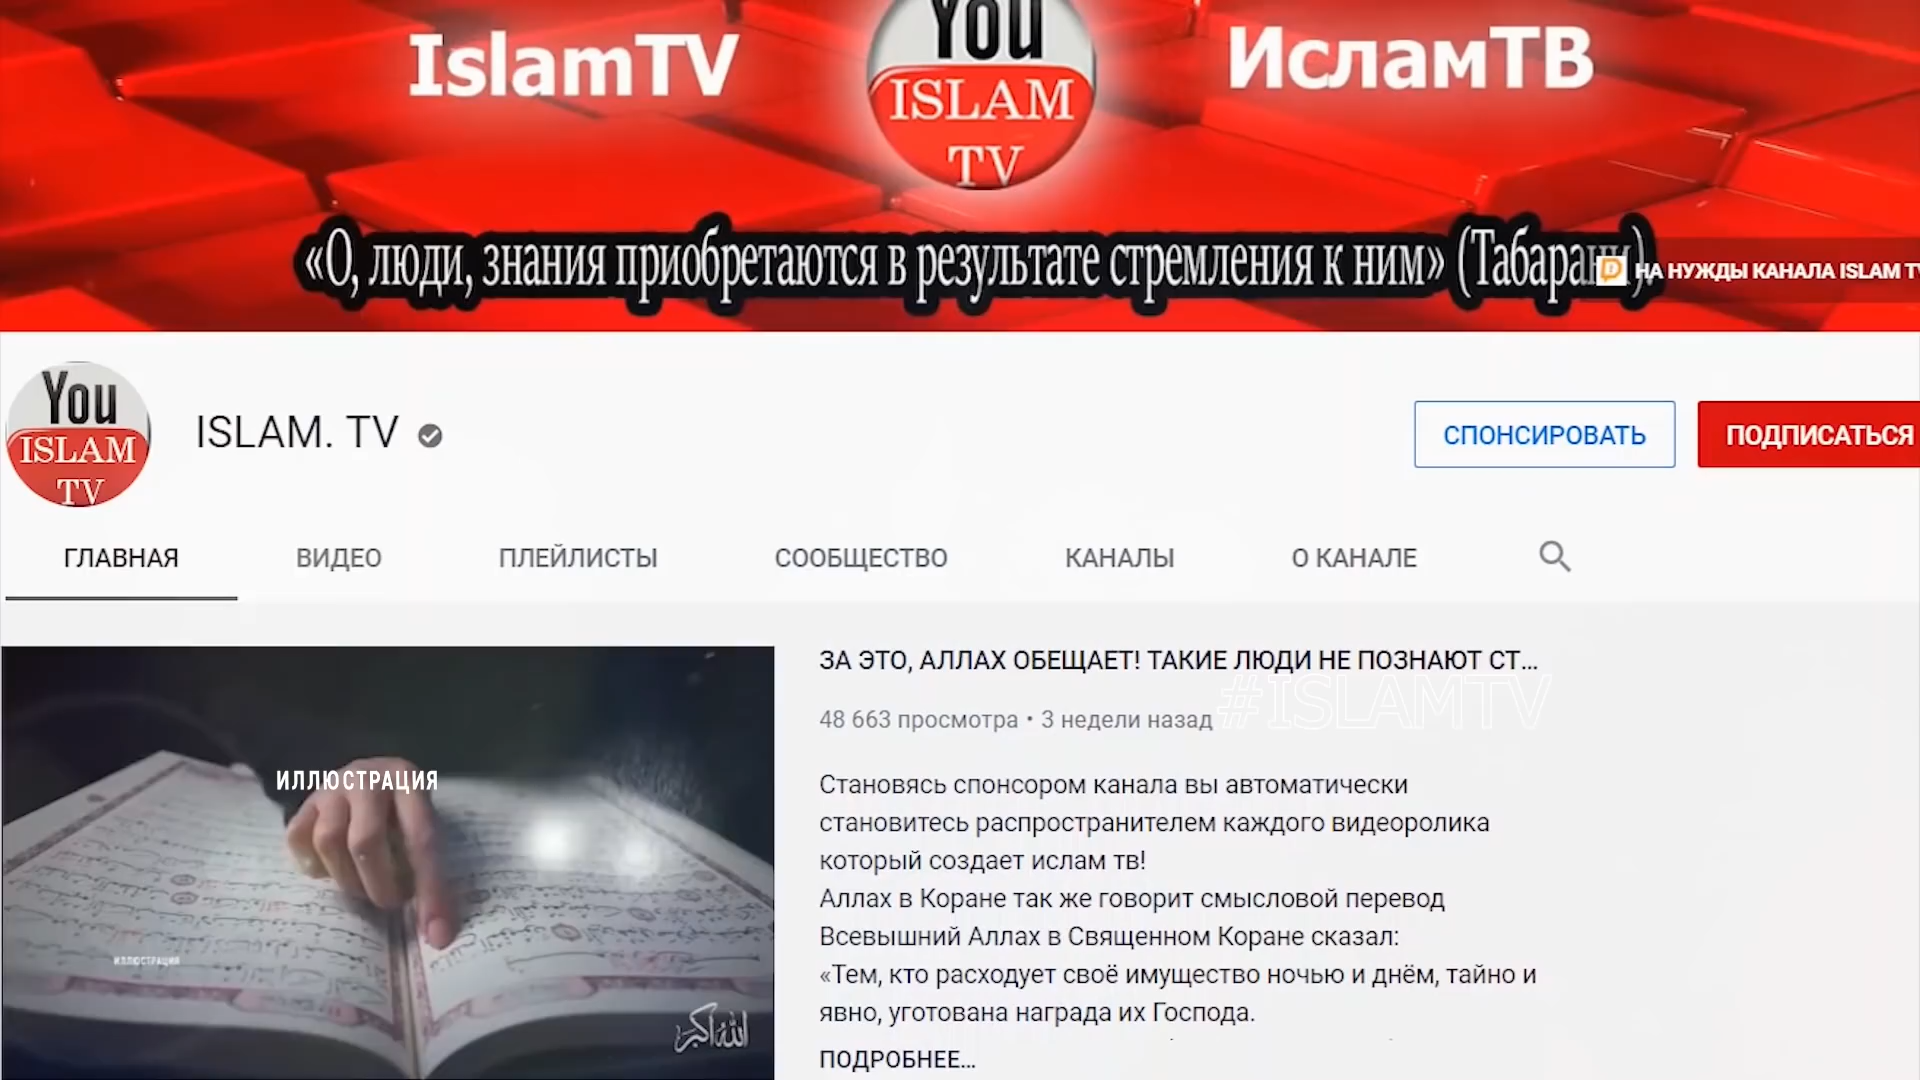 IslamTV
You
ISLAM
TV
ИсламТВ
«О, люди, знания приобретаются в результате стремления к ним» (Табарани).
НА НУЖДЫ КАНАЛА ISLAM TV
You
ISLAM
TV
ISLAM. TV
СПОНСИРОВАТЬ
ПОДПИСАТЬСЯ
ГЛАВНАЯ
ВИДЕО
ПЛЕЙЛИСТЫ
СООБЩЕСТВО
КАНАЛЫ
О КАНАЛЕ
ИЛЛЮСТРАЦИЯ
ИЛЛЮСТРАЦИЯ
الله اكبر
ЗА ЭТО, АЛЛАХ ОБЕЩАЕТ! ТАКИЕ ЛЮДИ НЕ ПОЗНАЮТ СТ...
#ISLAMTV
48 663 просмотра • 3 недели назад
Становясь спонсором канала вы автоматически
становитесь распространителем каждого видеоролика
который создает ислам тв!
Аллах в Коране так же говорит смысловой перевод
Всевышний Аллах в Священном Коране сказал:
«Тем, кто расходует своё имущество ночью и днём, тайно и
явно, уготована награда их Господа.
ПОДРОБНЕЕ...